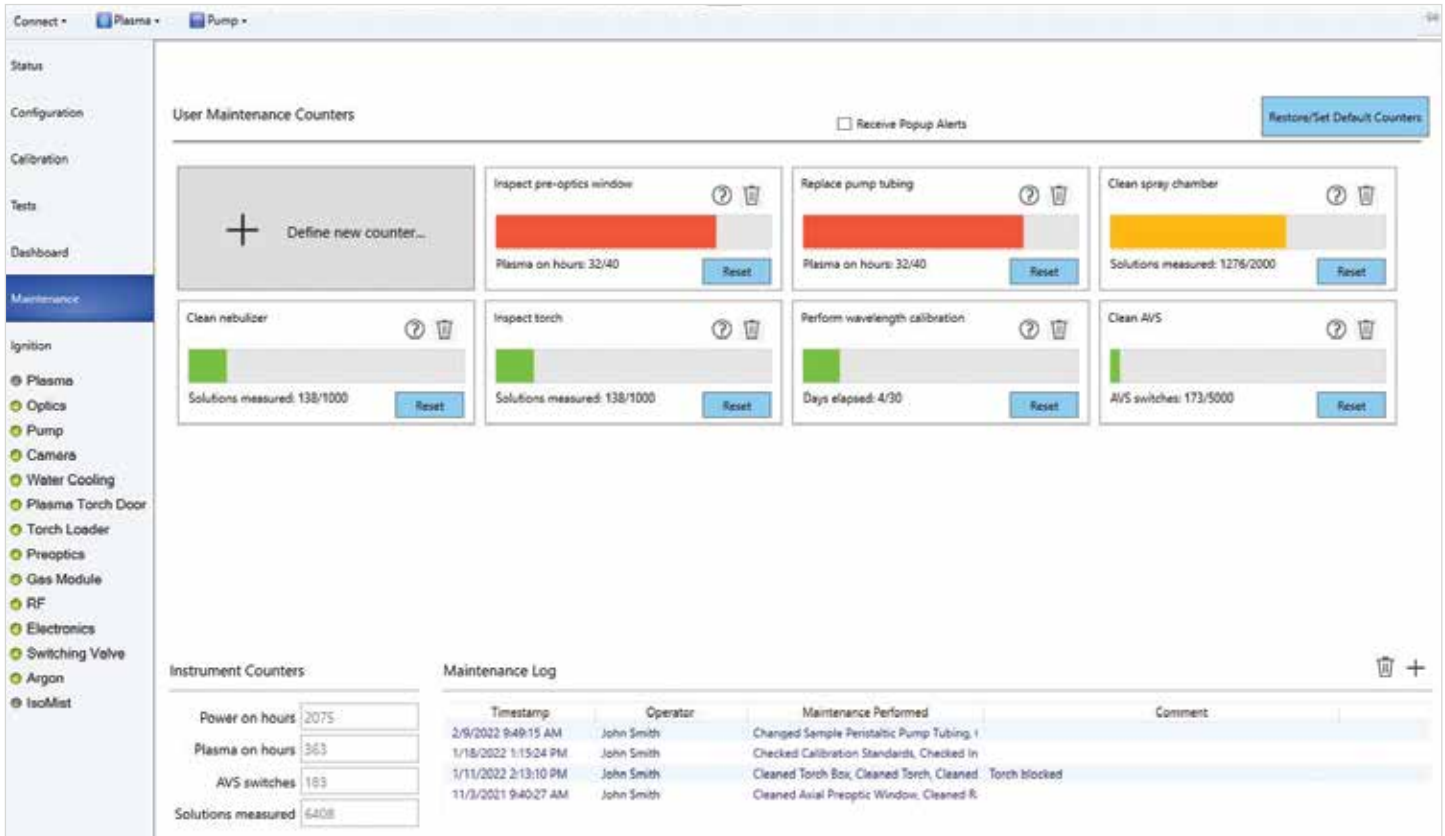 Connect
Plasma
Pump
Status
Configuration
Calibration
Tests
Dashboard
Maintenance
Ignition
Plasma
Optics
Pump
Camera
Water Cooling
Plasma Torch Door
Torch Loader
Preoptics
Gas Module
RF
Electronics
Switching Valve
Argon
IsoMist
User Maintenance Counters
Receive Popup Alerts
Restore/Set Default Counters
Define new counter...
Inspect pre-optics window
Plasma on hours: 32/40
Reset
Replace pump tubing
Plasma on hours: 32/40
Reset
Clean spray chamber
Solutions measured: 1276/2000
Reset
Clean nebulizer
Solutions measured: 138/1000
Reset
Inspect torch
Solutions measured: 138/1000
Reset
Perform wavelength calibration
Days elapsed: 4/30
Reset
Clean AVS
AVS switches: 173/5000
Reset
Instrument Counters
Power on hours 2075
Plasma on hours 363
AVS switches 183
Solutions measured 6408
Maintenance Log
Timestamp Operator Maintenance Performed Comment
2/9/2022 9:49:15 AM John Smith Changed Sample Peristaltic Pump Tubing,
1/18/2022 1:15:24 PM John Smith Checked Calibration Standards, Checked In
1/11/2022 2:13:10 PM John Smith Cleaned Torch Box, Cleaned Torch, Cleaned Torch blocked
11/3/2021 9:40:27 AM John Smith Cleaned Axial Preoptic Window, Cleaned R